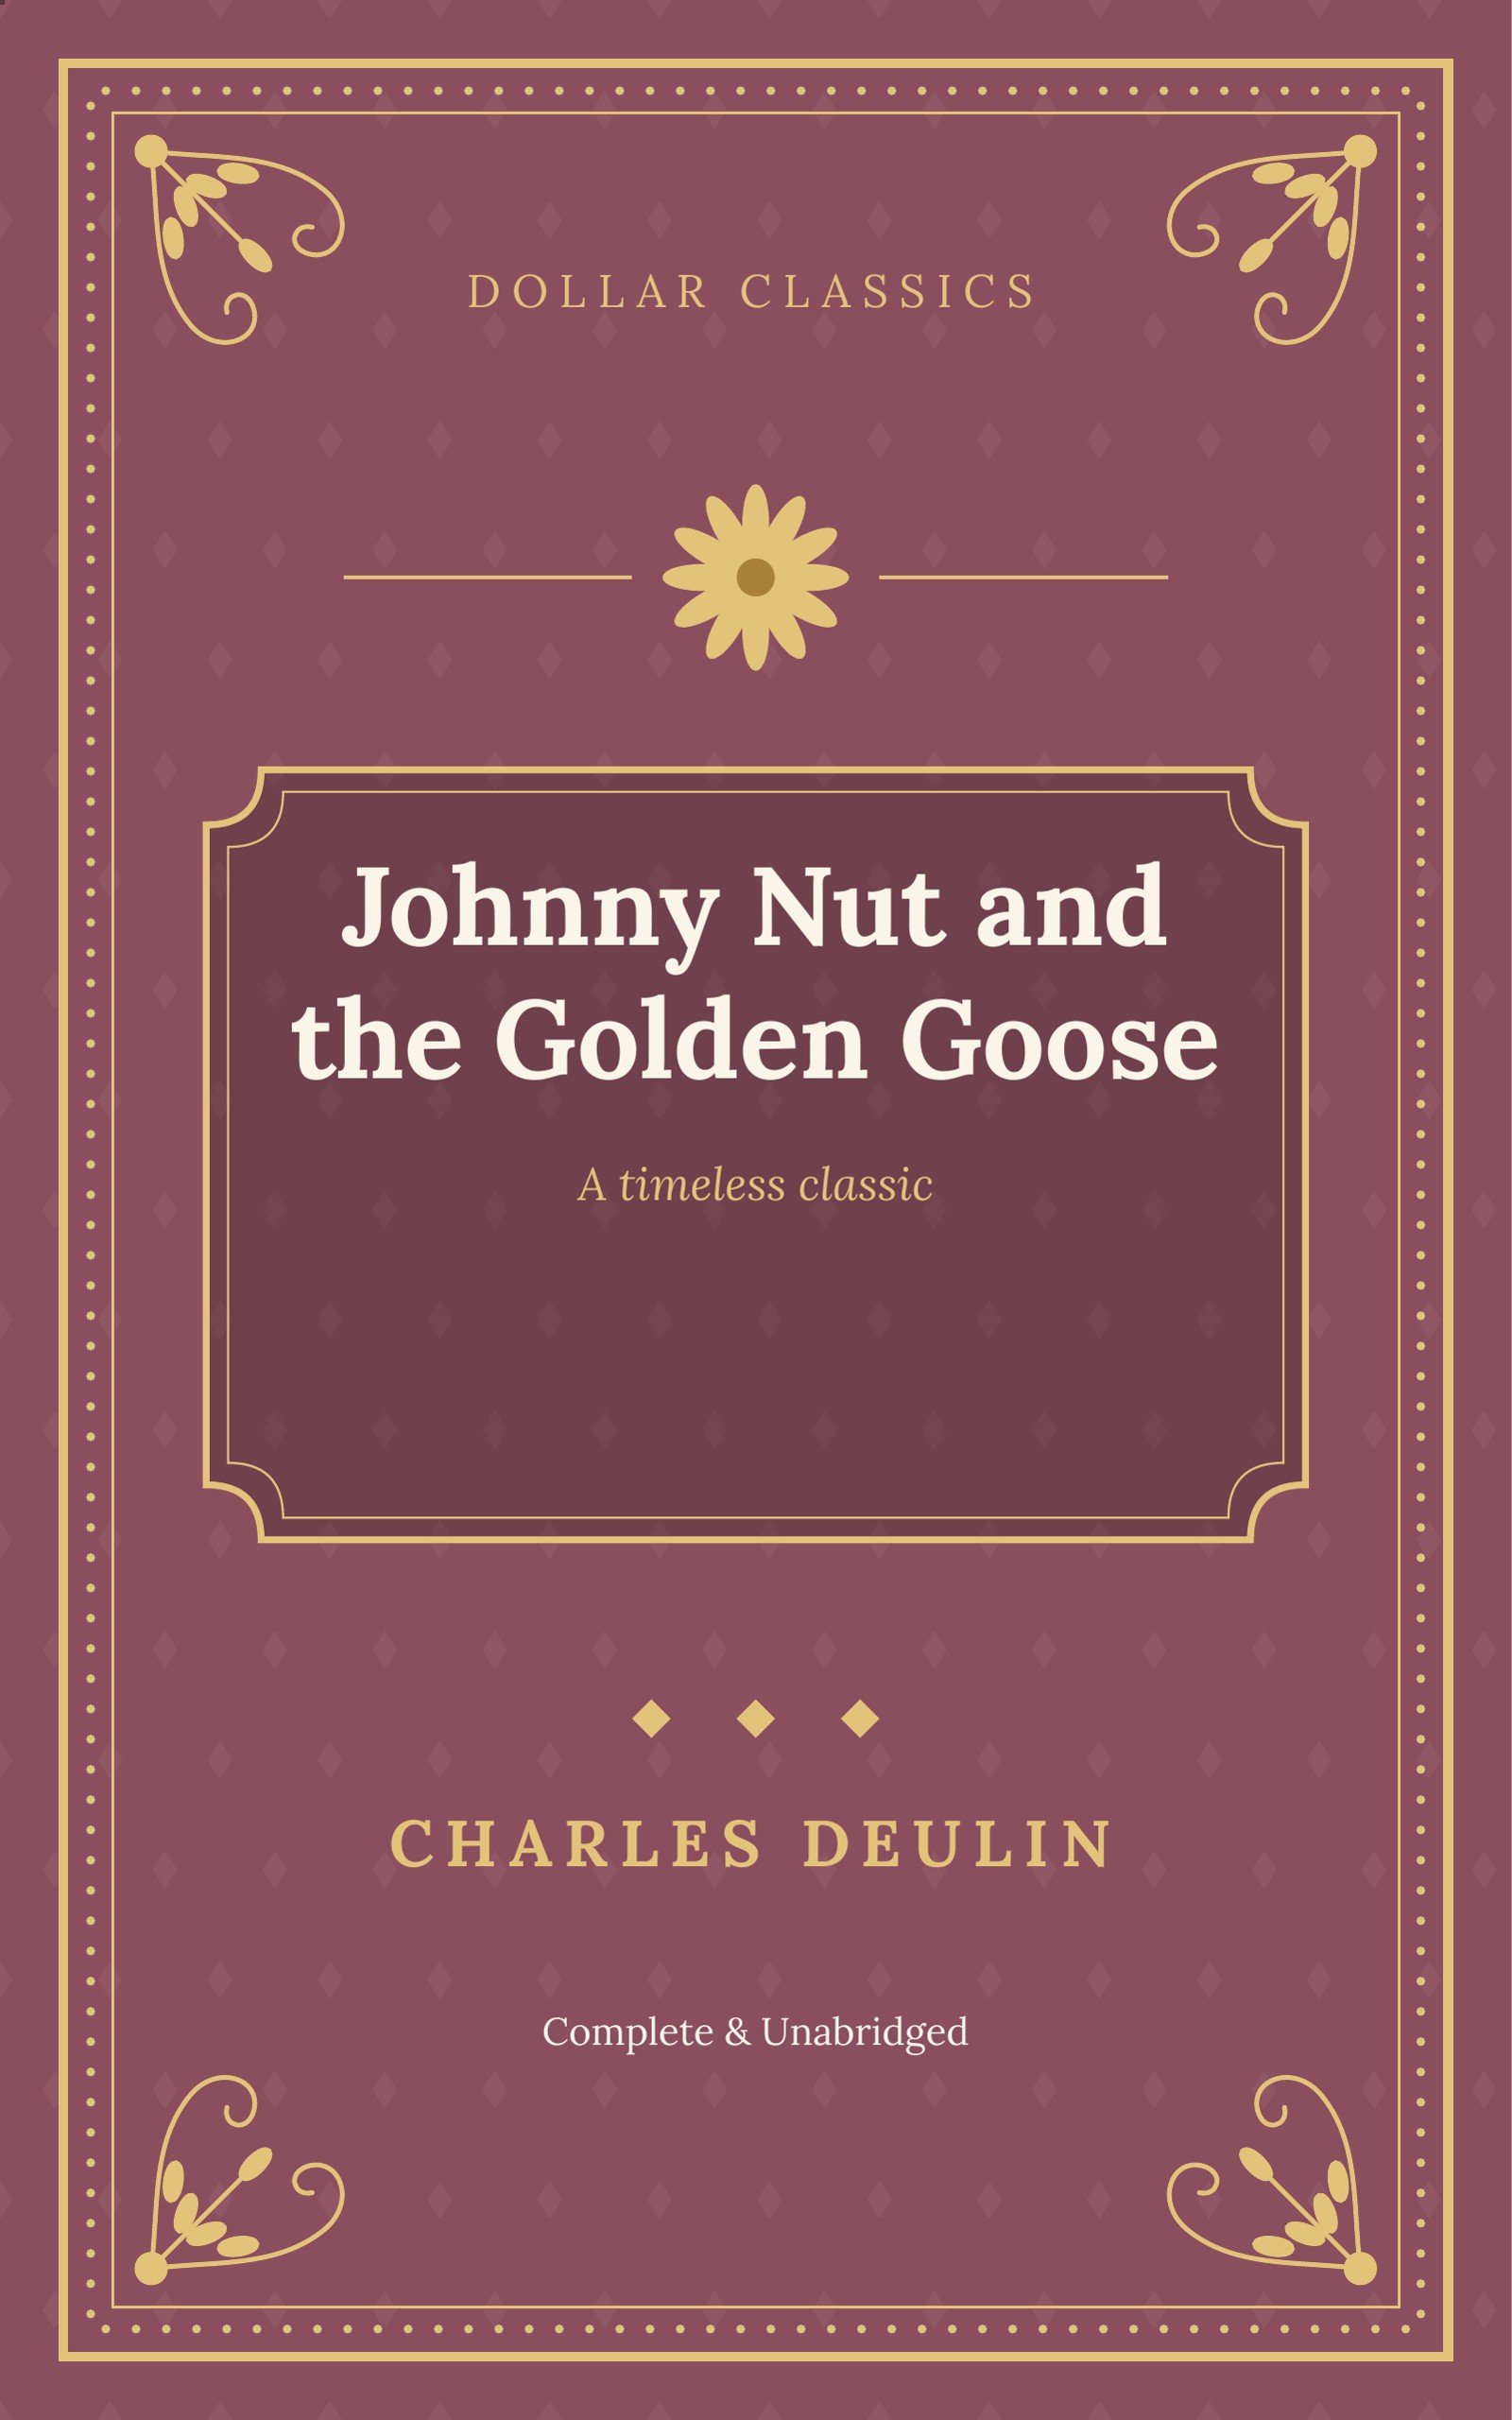 DOLLAR CLASSICS
Johnny Nut and
the Golden Goose
A timeless classic
CHARLES DEULIN
Complete & Unabridged